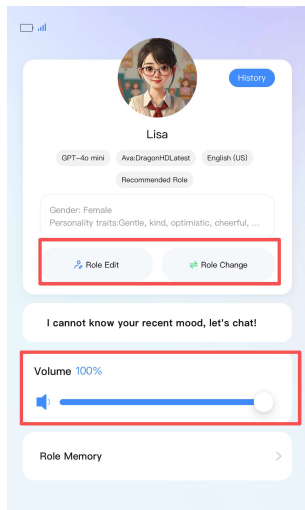 History
Lisa
GPT-4o mini
Ava:DragonHDLatest
English (US)
Recommended Role
Gender: Female
Personality traits:Gentle, kind, optimistic, cheerful, ...
Role Edit
Role Change
I cannot know your recent mood, let's chat!
Volume 100%
Role Memory